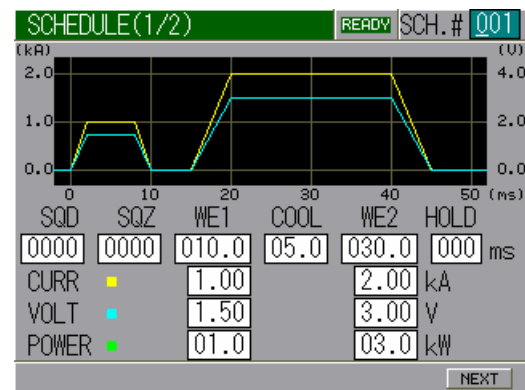 SCHEDULE(1/2) READY SCH.# 001
(kA) (V)
2.0 4.0
1.0 2.0
0.0 0.0
0 10 20 30 40 50 (ms)
SQD SQZ WE1 COOL WE2 HOLD
0000 0000 010.0 05.0 030.0 000 ms
CURR 1.00 2.00 kA
VOLT 1.50 3.00 V
POWER 01.0 03.0 kW
NEXT